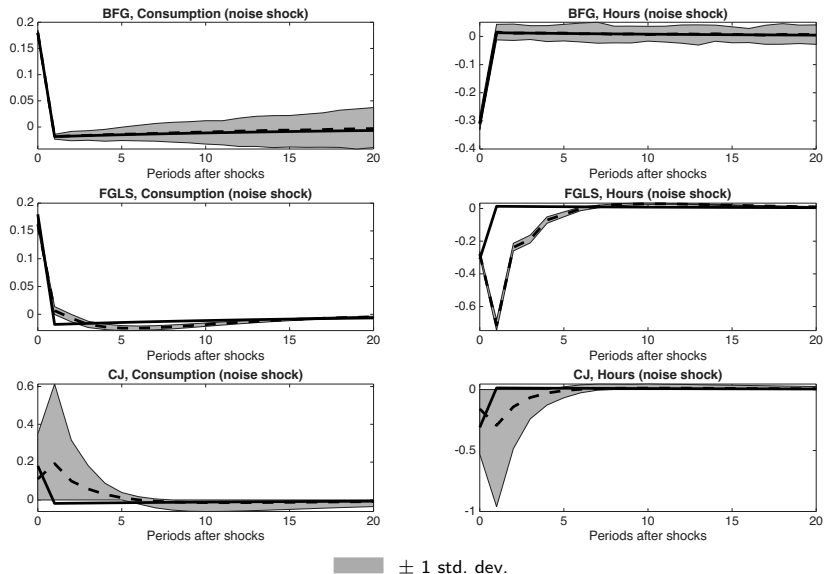 BFG, Consumption (noise shock)
0.2
0.15
0.1
0.05
0
0 5 10 15 20
Periods after shocks
BFG, Hours (noise shock)
0
-0.1
-0.2
-0.3
-0.4
0 5 10 15 20
Periods after shocks
FGLS, Consumption (noise shock)
0.2
0.15
0.1
0.05
0
0 5 10 15 20
Periods after shocks
FGLS, Hours (noise shock)
0
-0.2
-0.4
-0.6
0 5 10 15 20
Periods after shocks
CJ, Consumption (noise shock)
0.6
0.4
0.2
0
0 5 10 15 20
Periods after shocks
CJ, Hours (noise shock)
0
-0.5
-1
0 5 10 15 20
Periods after shocks
± 1 std. dev.